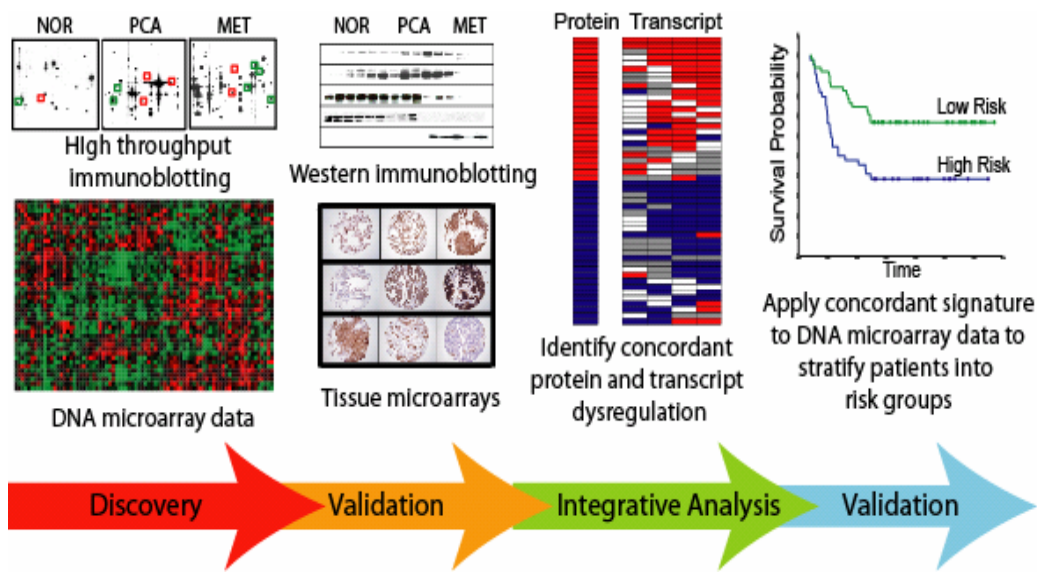 NOR PCA MET
HIgh throughput
immunoblotting
DNA microarray data
NOR PCA MET
Western immunoblotting
Tissue microarrays
Protein Transcript
Identify concordant
protein and transcript
dysregulation
Survival Probability
Low Risk
High Risk
Time
Apply concordant signature
to DNA microarray data to
stratify patients into
risk groups
Discovery
Validation
Integrative Analysis
Validation